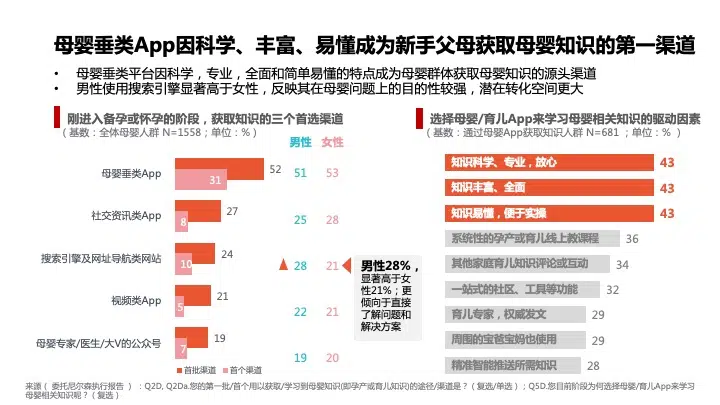 母婴垂类App因科学、丰富、易懂成为新手父母获取母婴知识的第一渠道
• 母婴垂类平台因科学，专业，全面和简单易懂的特点成为母婴群体获取母婴知识的源头渠道
• 男性使用搜索引擎显著高于女性，反映其在母婴问题上的目的性较强，潜在转化空间更大
刚进入备孕或怀孕的阶段，获取知识的三个首选渠道
（基数：全体母婴人群 N=1558；单位：%）
男性 女性
母婴垂类App 52 31 51 53
社交资讯类App 27 8 25 28
搜索引擎及网址导航类网站 24 10 28 21
视频类App 21 5 22 21
母婴专家/医生/大V的公众号 19 7 19 20
首批渠道 首个渠道
男性28%，
显著高于女
性21%；更
倾向于直接
了解问题和
解决方案
选择母婴/育儿App来学习母婴相关知识的驱动因素
（基数：通过母婴App获取知识人群 N=681；单位：%）
知识科学、专业，放心 43
知识丰富、全面 43
知识易懂，便于实操 43
系统性的孕产或育儿线上教课程 36
其他家庭育儿知识评论或互动 34
一站式的社区、工具等功能 32
育儿专家，权威发文 29
周围的宝爸宝妈也使用 29
精准智能推送所需知识 28
来源（ 委托尼尔森执行报告 ）：Q2D, Q2Da.您的第一批/首个用以获取/学习到母婴知识(即孕产或育儿知识)的途径/渠道是？（复选/单选）；Q5D.您目前阶段为何选择母婴/育儿App来学习
母婴相关知识呢？（复选）